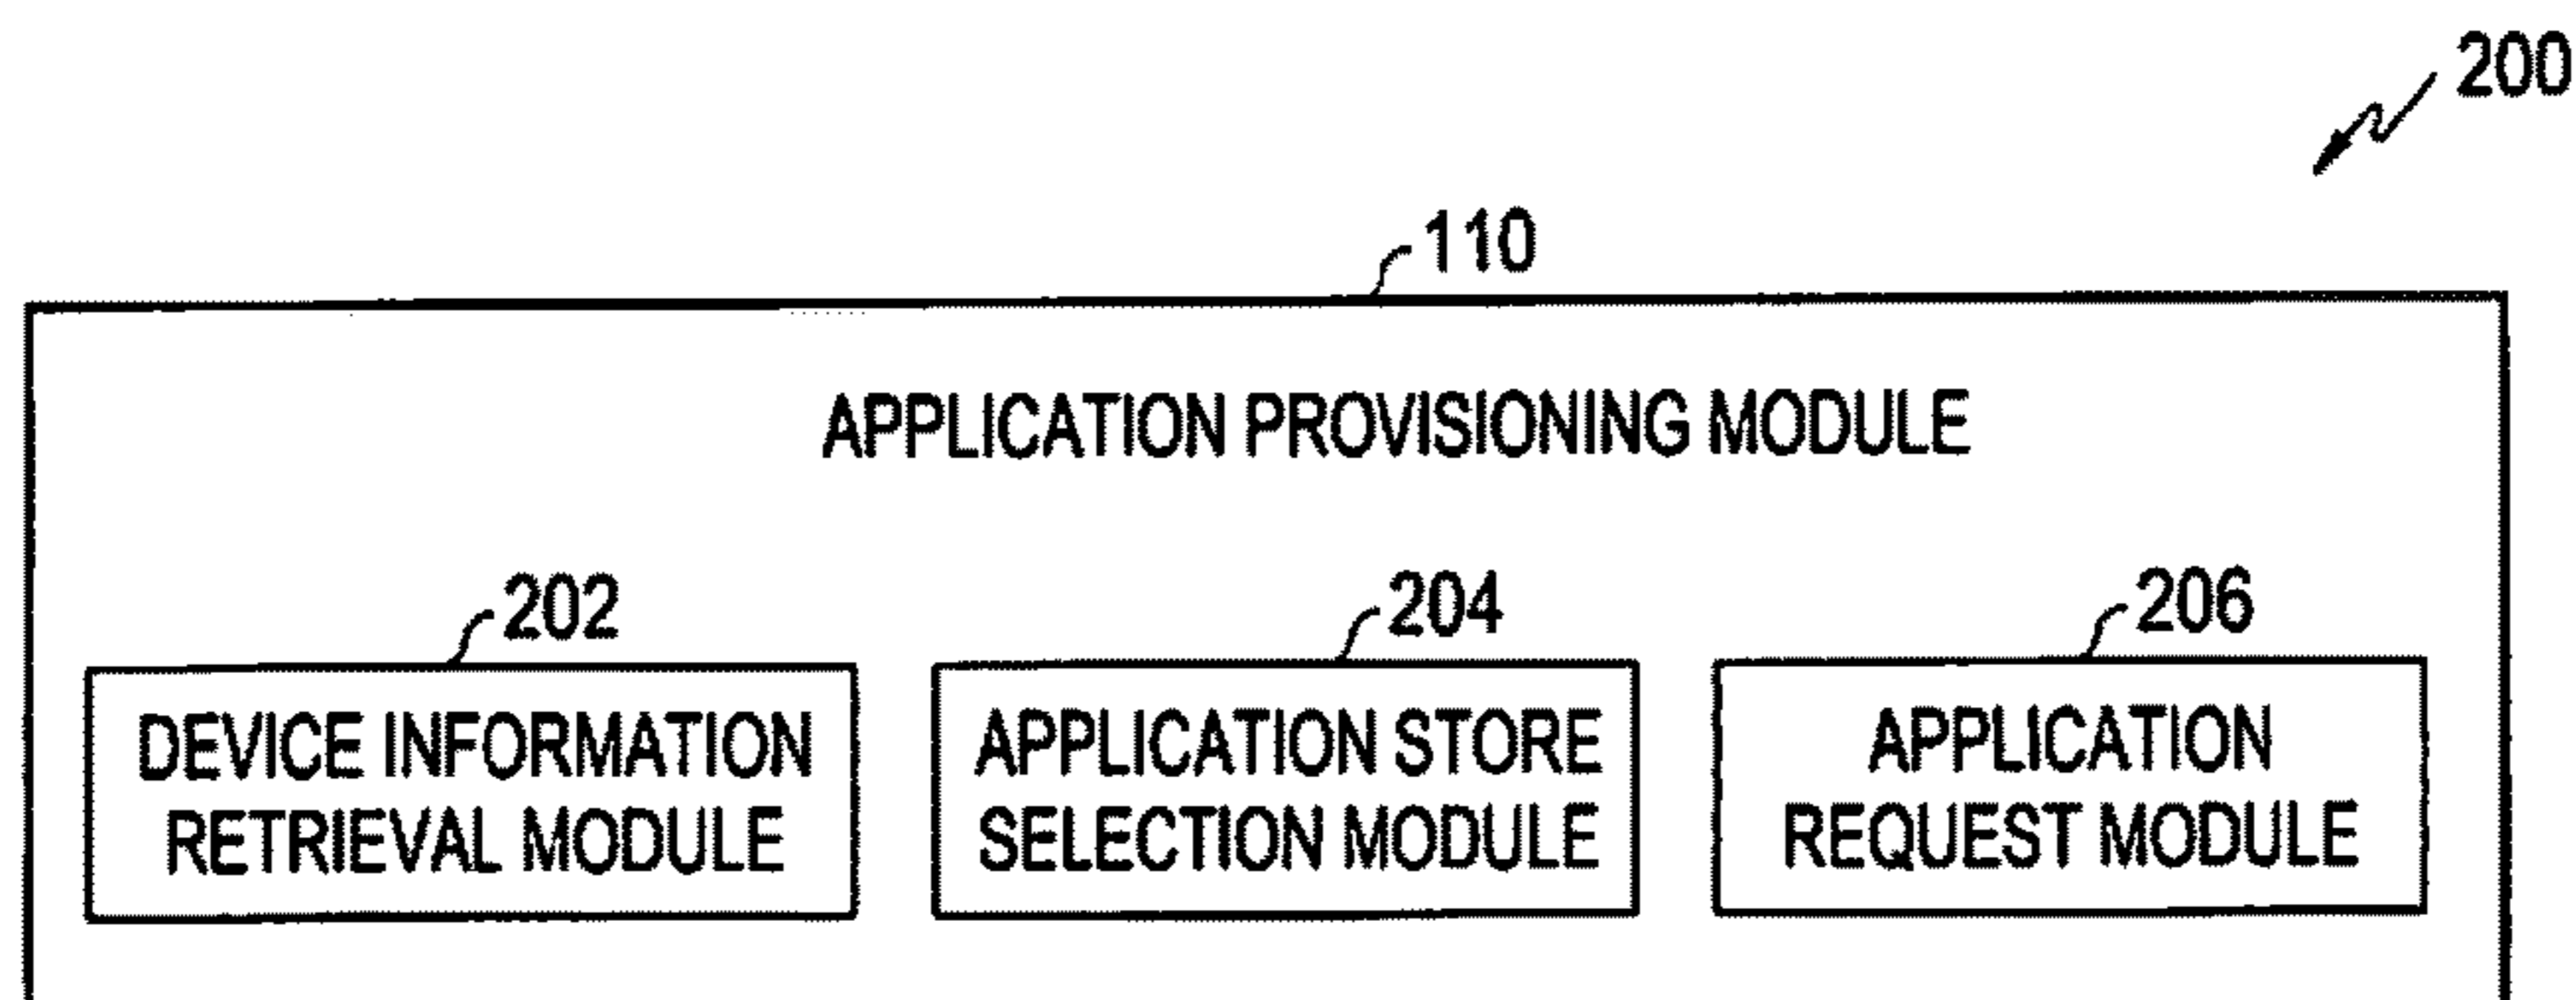 200
110
APPLICATION PROVISIONING MODULE
202
204
206
DEVICE INFORMATION
RETRIEVAL MODULE
APPLICATION STORE
SELECTION MODULE
APPLICATION
REQUEST MODULE